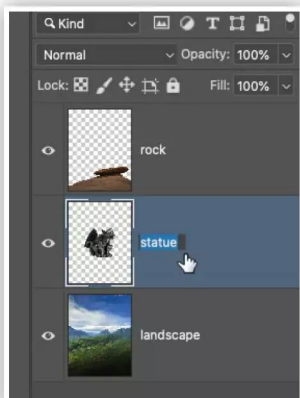 Kind
Normal Opacity: 100%
Lock: Fill: 100%
rock
statue
landscape